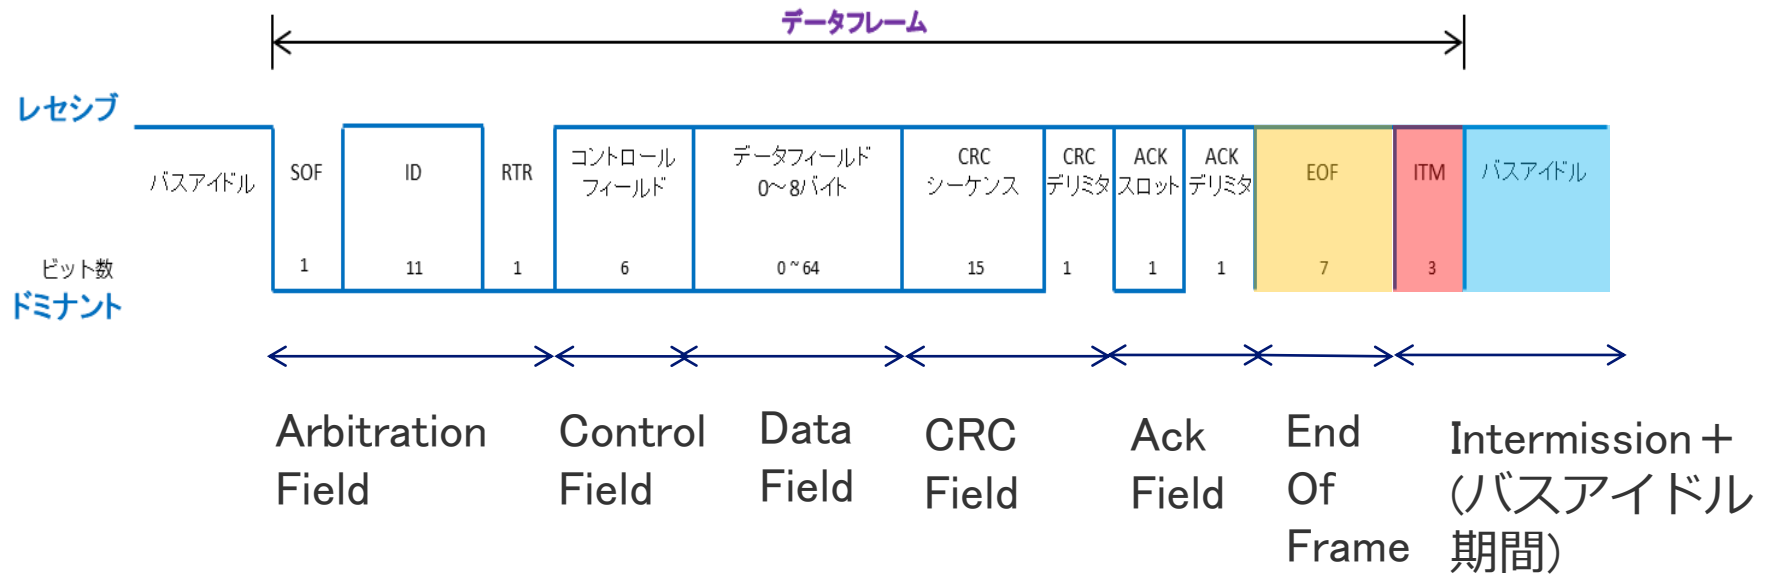 データフレーム
レセシブ
バスアイドル
SOF
ID
RTR
コントロール
フィールド
データフィールド
0～8バイト
CRC
シーケンス
CRC
デリミタ
ACK
スロット
ACK
デリミタ
EOF
ITM
バスアイドル
ビット数
1
11
1
6
0 ~ 64
15
1
1
1
7
3
ドミナント
Arbitration
Field
Control
Field
Data
Field
CRC
Field
Ack
Field
End
Of
Frame
Intermission＋
(バスアイドル
期間)